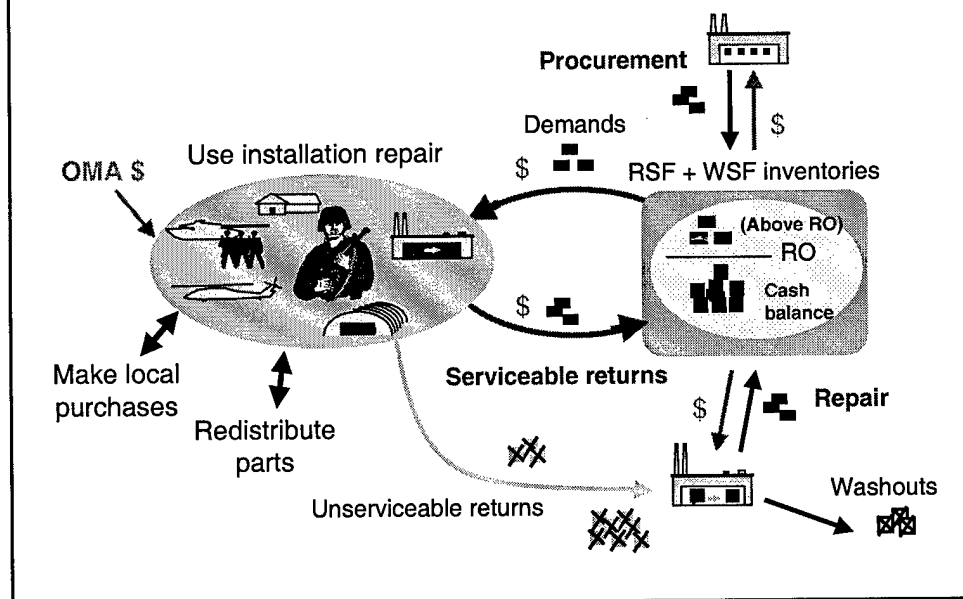 Procurement
$
Demands
$
Use installation repair
OMA $
RSF + WSF inventories
(Above RO)
RO
Cash
balance
$
Serviceable returns
Make local
purchases
Redistribute
parts
$
Repair
Unserviceable returns
Washouts